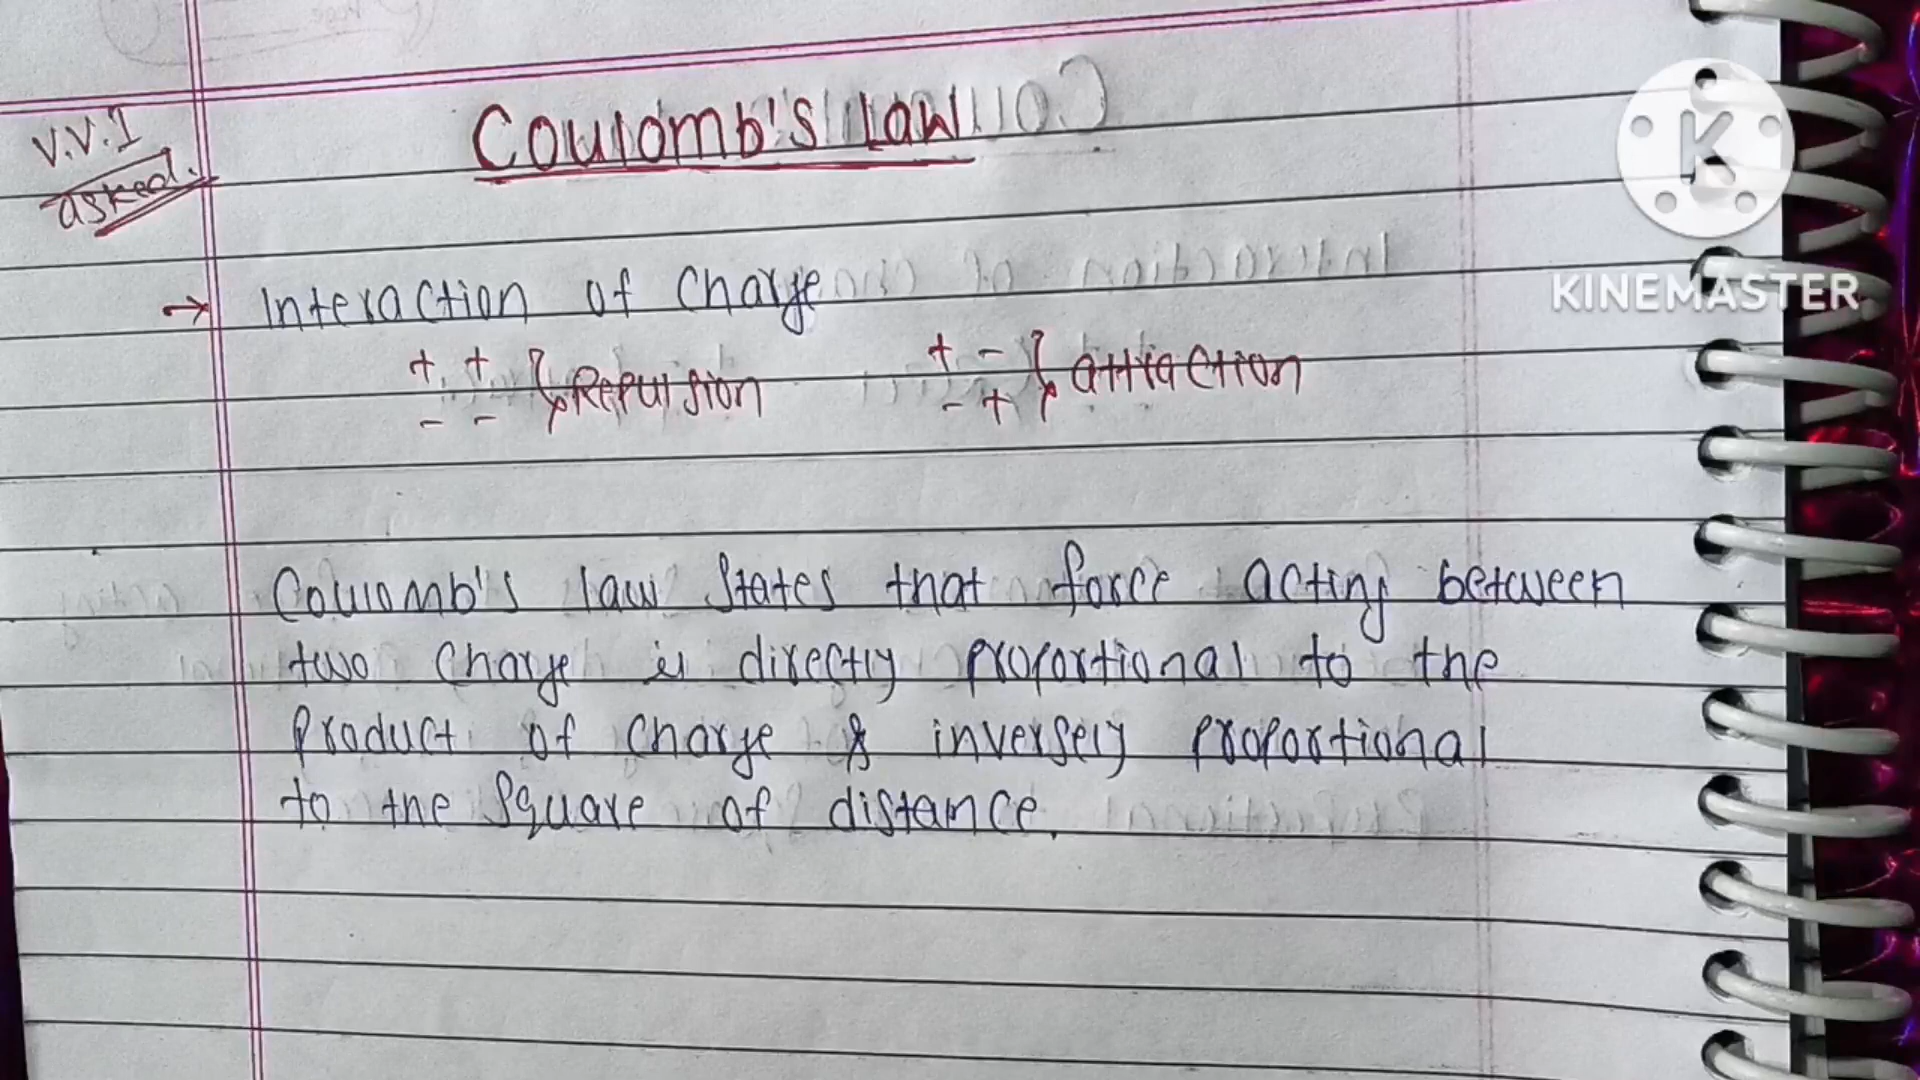 V.V.I
asked.
Coulomb's Law
→ Interaction of Charge
+ + } Repulsion + - } attraction
- - - +
Coulomb's law states that force acting between
two Charge is directly proportional to the
Product of Charge & inversely proportional
to the square of distance.
K
KINEMASTER